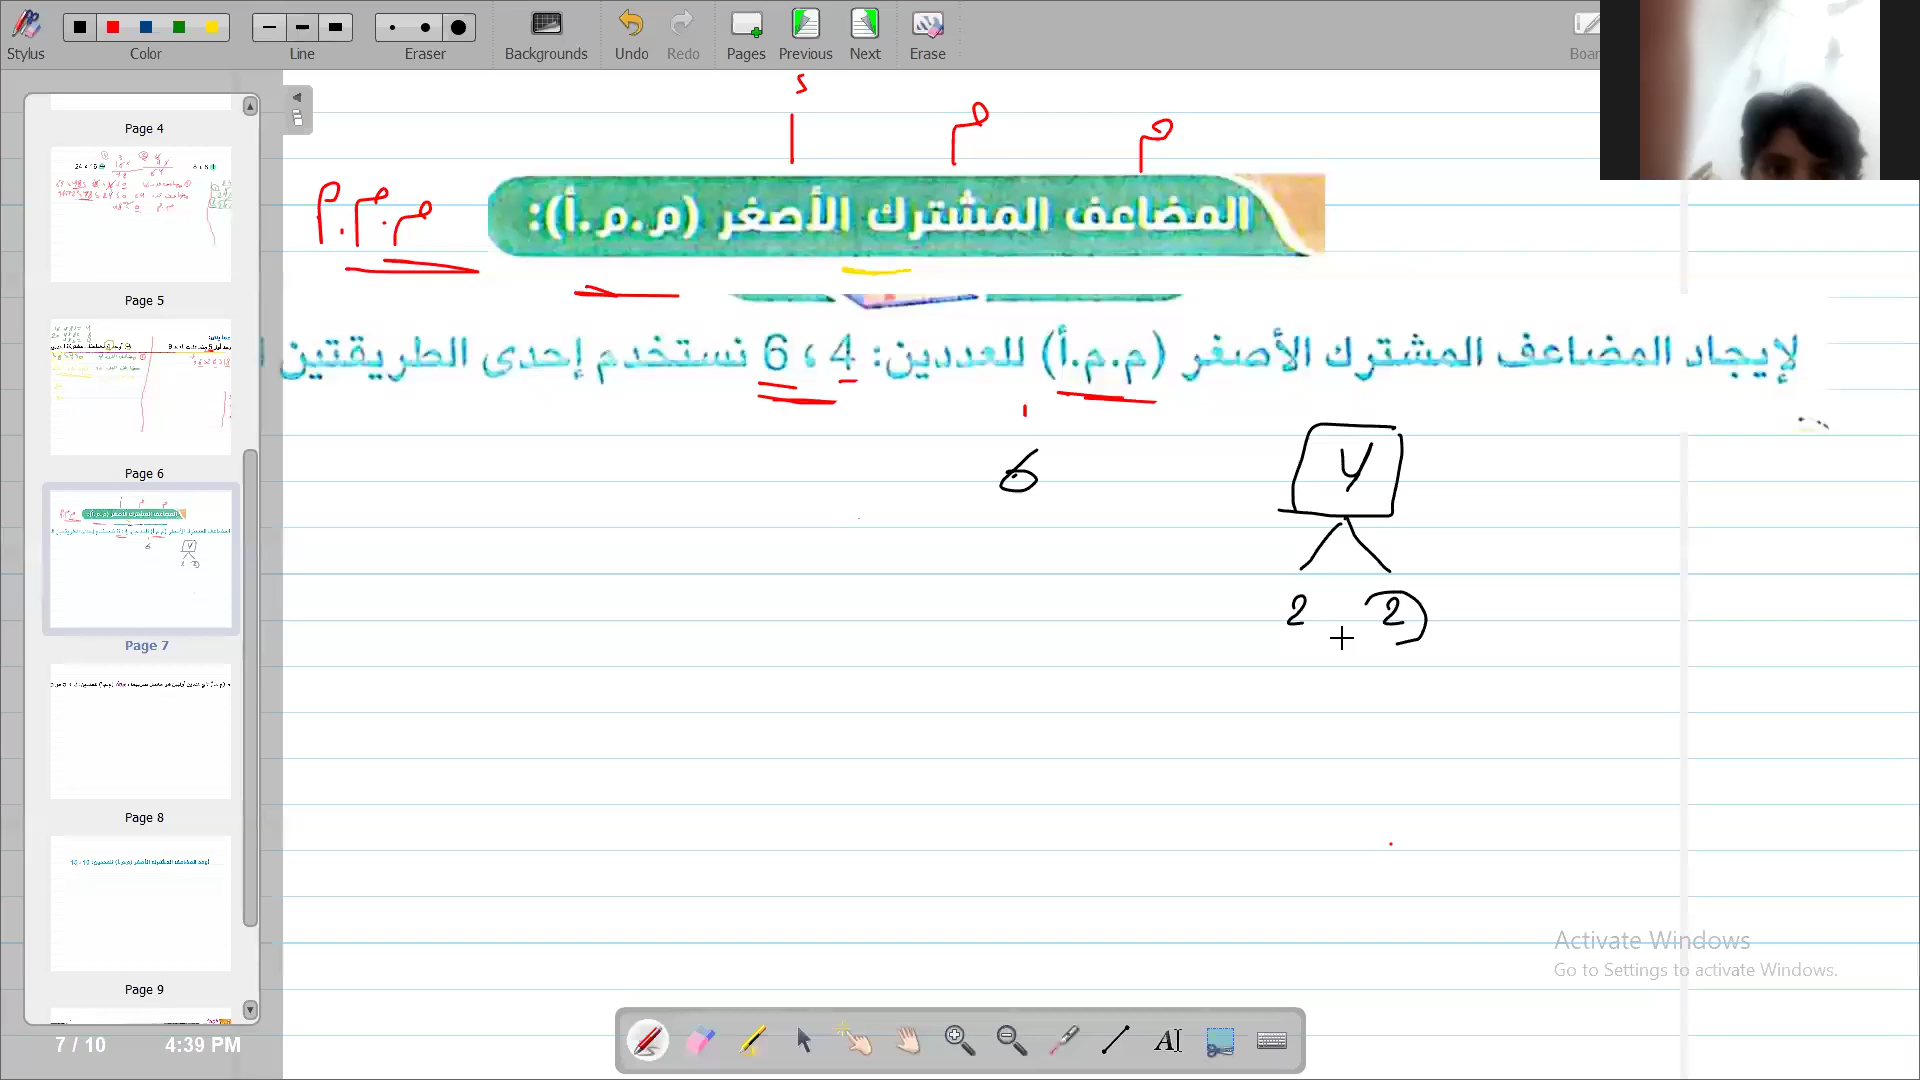 Stylus
Color
Line
Eraser
Backgrounds
Undo
Redo
Pages
Previous
Next
Erase
Boar
Page 4
Page 5
Page 6
Page 7
Page 8
Page 9
7 / 10
4:39 PM
م.م.م
المضاعف المشترك الأصغر (م.م.أ):
لإيجاد المضاعف المشترك الأصغر (م.م.أ) للعددين: 4 ، 6 نستخدم إحدى الطريقتين ا
6
4
2 2
Activate Windows
Go to Settings to activate Windows.